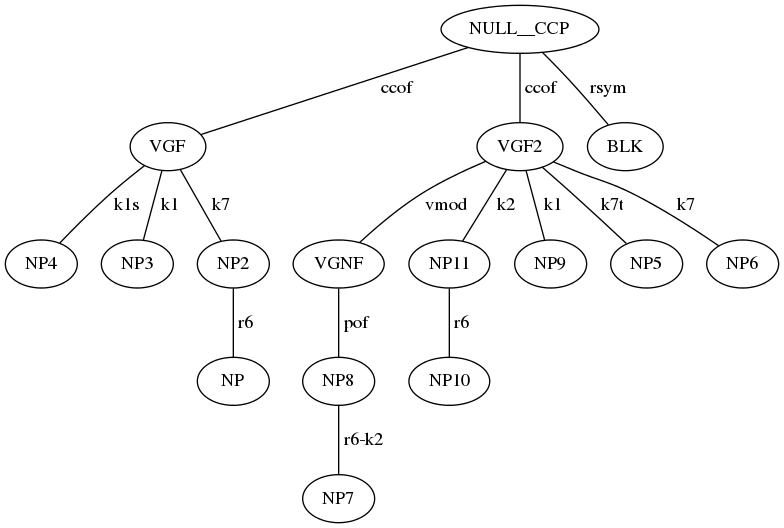 NULL__CCP
ccof ccof rsym
VGF VGF2 BLK
k1s k1 k7 vmod k2 k1 k7t k7
NP4 NP3 NP2 VGNF NP11 NP9 NP5 NP6
r6 pof r6
NP NP8 NP10
r6-k2
NP7